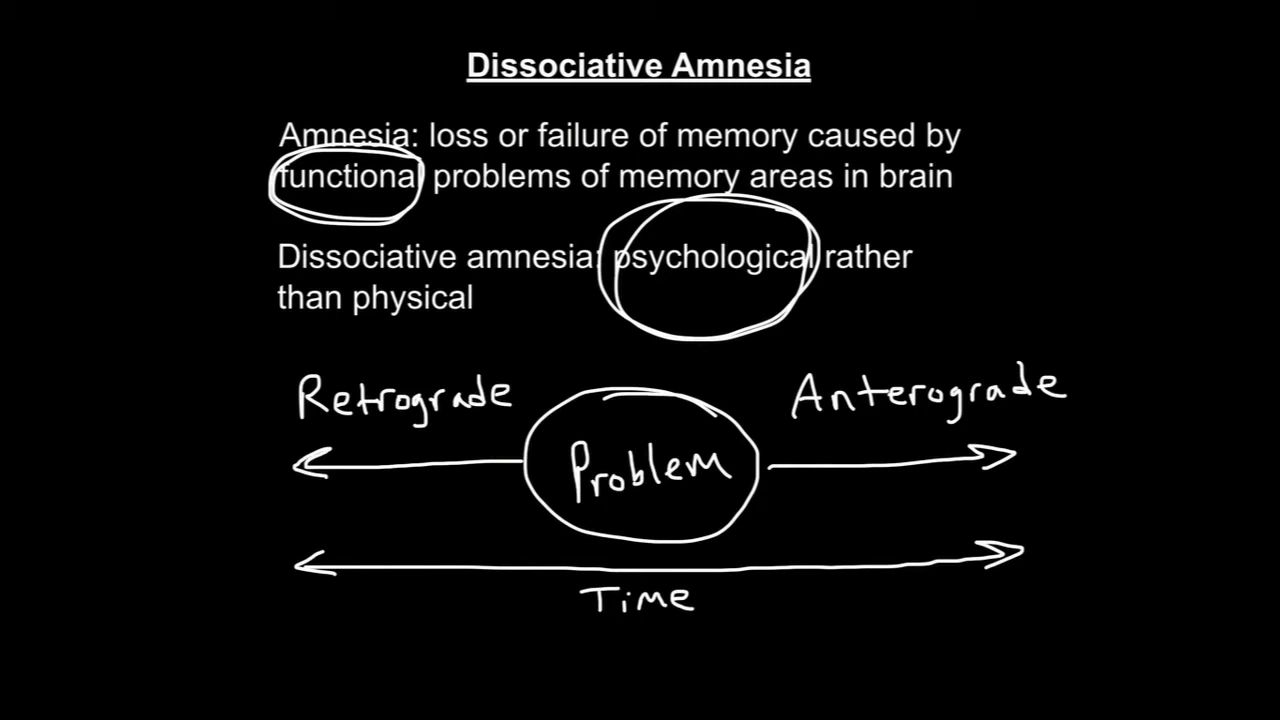 Dissociative Amnesia
Amnesia: loss or failure of memory caused by
functional problems of memory areas in brain
Dissociative amnesia: psychological rather
than physical
Retrograde
Anterograde
Problem
Time